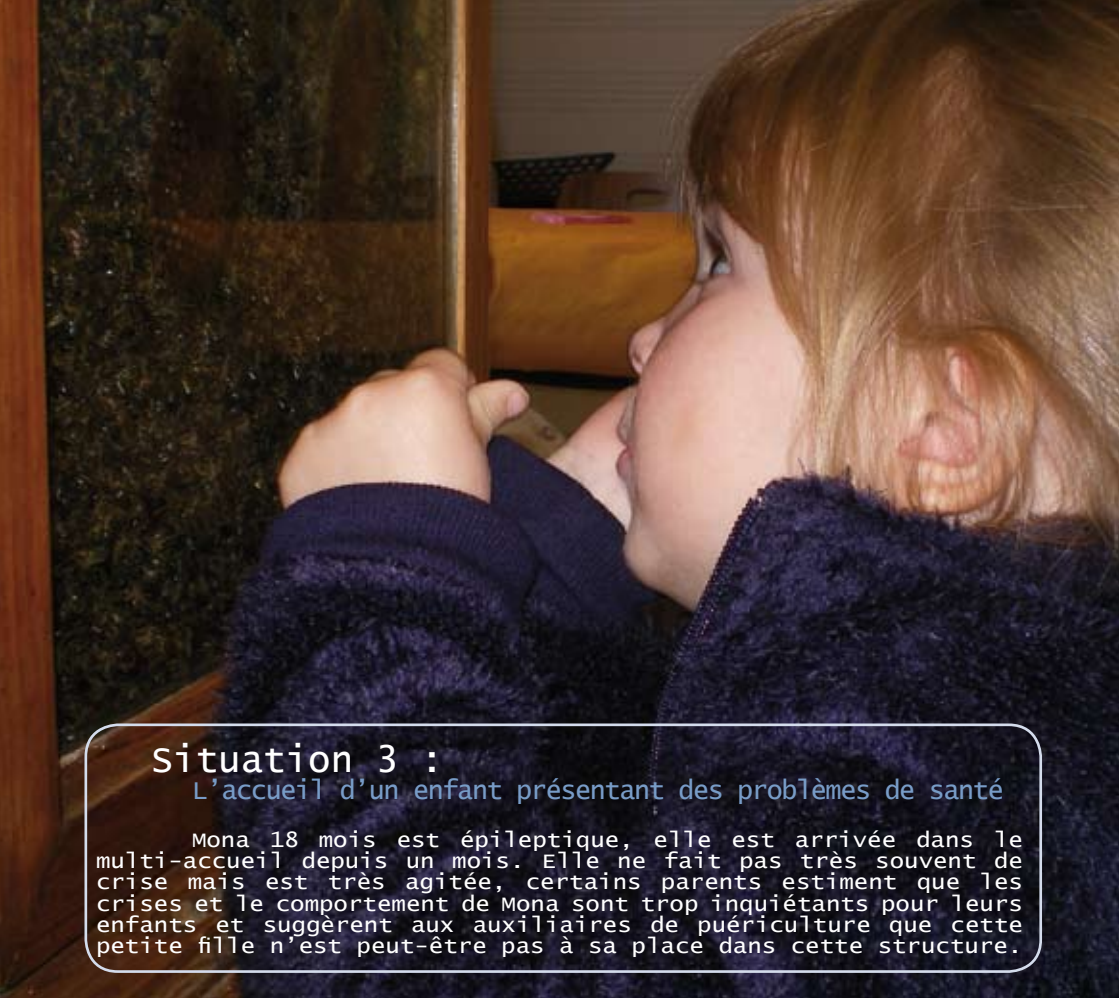 Situation 3 :
L’accueil d’un enfant présentant des problèmes de santé
Mona 18 mois est épileptique, elle est arrivée dans le
multi-accueil depuis un mois. Elle ne fait pas très souvent de
crise mais est très agitée, certains parents estiment que les
crises et le comportement de Mona sont trop inquiétants pour leurs
enfants et suggèrent aux auxiliaires de puériculture que cette
petite fille n’est peut-être pas à sa place dans cette structure.